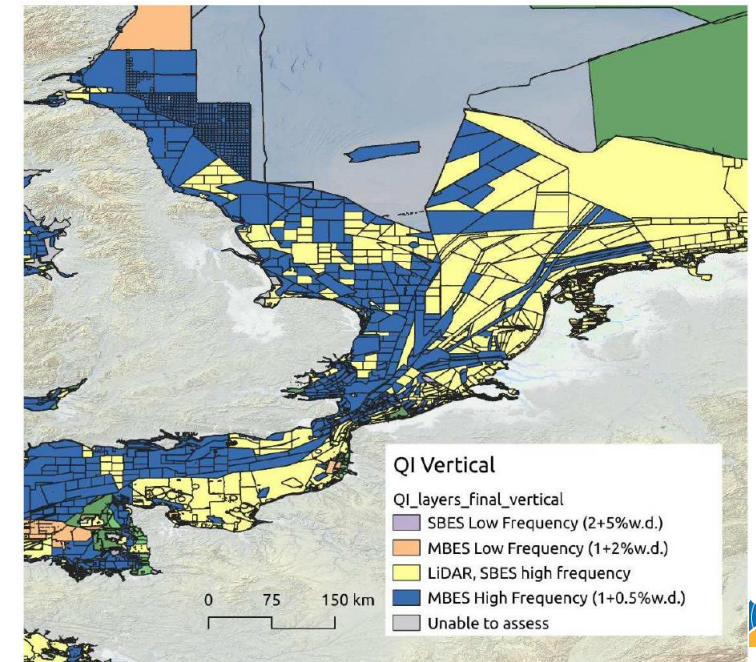 QI Vertical
QI_layers_final_vertical
SBES Low Frequency (2+5%w.d.)
MBES Low Frequency (1+2%w.d.)
LiDAR, SBES high frequency
MBES High Frequency (1+0.5%w.d.)
Unable to assess
0 75 150 km